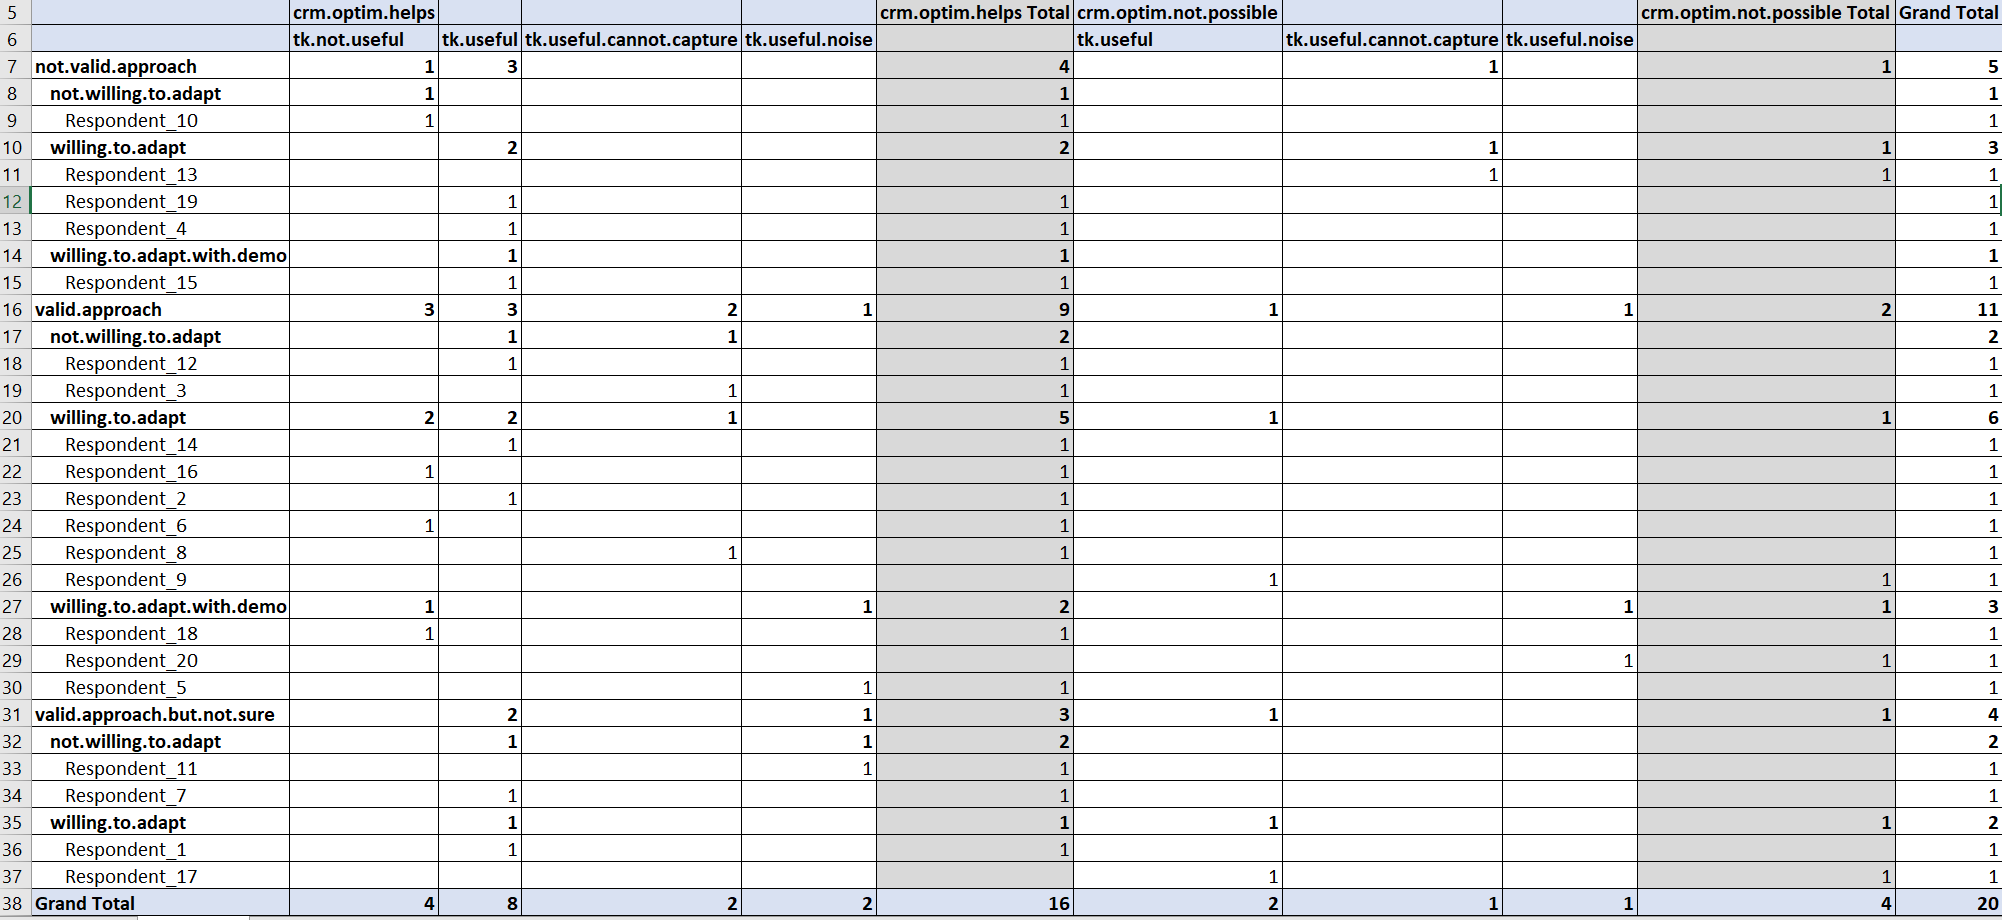 5 crm.optim.helps crm.optim.helps Total crm.optim.not.possible crm.optim.not.possible Total Grand Total
6 tk.not.useful tk.useful tk.useful.cannot.capture tk.useful.noise tk.useful tk.useful.cannot.capture tk.useful.noise
7 not.valid.approach 1 3 4 1 1 5
8 not.willing.to.adapt 1 1 1
9 Respondent_10 1 1 1
10 willing.to.adapt 2 2 1 1 3
11 Respondent_13 1 1 1
12 Respondent_19 1 1 1
13 Respondent_4 1 1 1
14 willing.to.adapt.with.demo 1 1 1
15 Respondent_15 1 1 1
16 valid.approach 3 3 2 1 9 1 1 2 11
17 not.willing.to.adapt 1 1 2 2
18 Respondent_12 1 1 1
19 Respondent_3 1 1 1
20 willing.to.adapt 2 2 1 5 1 1 6
21 Respondent_14 1 1 1
22 Respondent_16 1 1 1
23 Respondent_2 1 1 1
24 Respondent_6 1 1 1
25 Respondent_8 1 1 1
26 Respondent_9 1 1 1
27 willing.to.adapt.with.demo 1 1 2 1 1 3
28 Respondent_18 1 1 1
29 Respondent_20 1 1 1
30 Respondent_5 1 1 1
31 valid.approach.but.not.sure 2 1 3 1 1 4
32 not.willing.to.adapt 1 1 2 2
33 Respondent_11 1 1 1
34 Respondent_7 1 1 1
35 willing.to.adapt 1 1 1 1 2
36 Respondent_1 1 1 1
37 Respondent_17 1 1 1
38 Grand Total 4 8 2 2 16 2 1 1 4 20